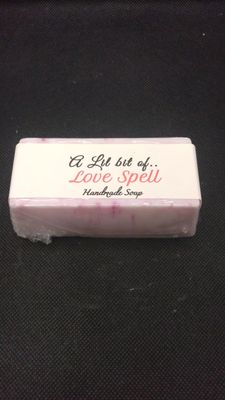 A Lil bit of..
Love Spell
Handmade Soap